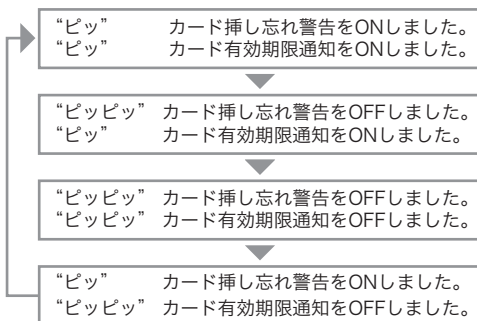 “ピッ” カード挿し忘れ警告をONしました。
“ピッ” カード有効期限通知をONしました。
“ピッピッ” カード挿し忘れ警告をOFFしました。
“ピッ” カード有効期限通知をONしました。
“ピッピッ” カード挿し忘れ警告をOFFしました。
“ピッピッ” カード有効期限通知をOFFしました。
“ピッ” カード挿し忘れ警告をONしました。
“ピッピッ” カード有効期限通知をOFFしました。